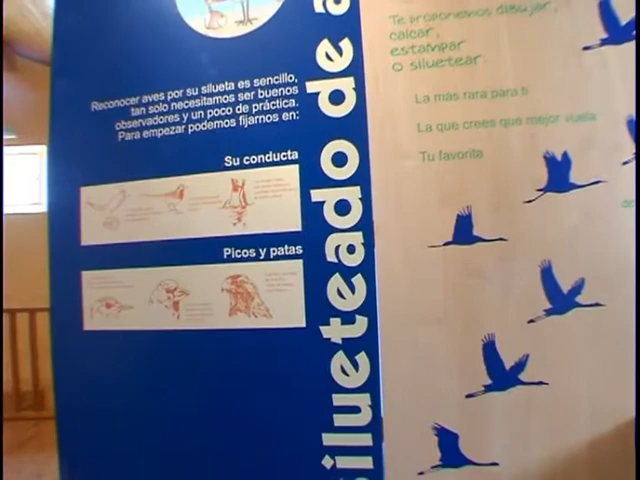 Reconocer aves por su silueta es sencillo,
tan solo necesitamos ser buenos
observadores y un poco de práctica.
Para empezar podemos fijarnos en:
Su conducta
Picos y patas
silueteado de a
Te proponemos dibujar,
calcar,
estampar
o siluetear
La más rara para ti
La que crees que mejor vuela
Tu favorita